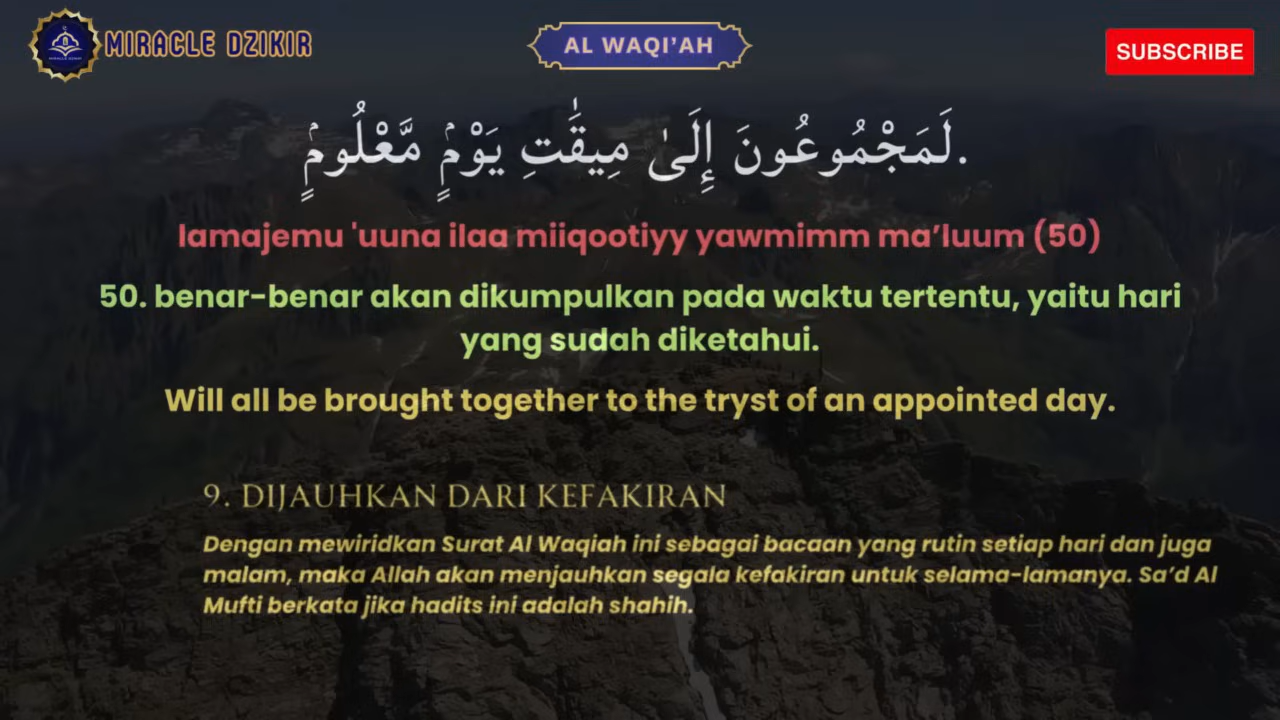 MIRACLE DZIKIR
AL WAQI'AH
SUBSCRIBE
لَمَجْمُوعُونَ إِلَىٰ مِيقَٰتِ يَوْمٍۢ مَّعْلُومٍۢ.
lamajemu 'uuna ilaa miiqootiyy yawmimm ma’luum (50)
50. benar-benar akan dikumpulkan pada waktu tertentu, yaitu hari
yang sudah diketahui.
Will all be brought together to the tryst of an appointed day.
9. DIJAUHKAN DARI KEFAKIRAN
Dengan mewiridkan Surat Al Waqiah ini sebagai bacaan yang rutin setiap hari dan juga
malam, maka Allah akan menjauhkan segala kefakiran untuk selama-lamanya. Sa’d Al
Mufti berkata jika hadits ini adalah shahih.